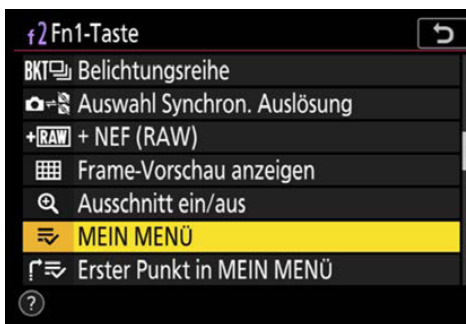 f2 Fn1-Taste
BKT Belichtungsreihe
Auswahl Synchron. Auslösung
+RAW + NEF (RAW)
Frame-Vorschau anzeigen
Ausschnitt ein/aus
MEIN MENÜ
Erster Punkt in MEIN MENÜ
?